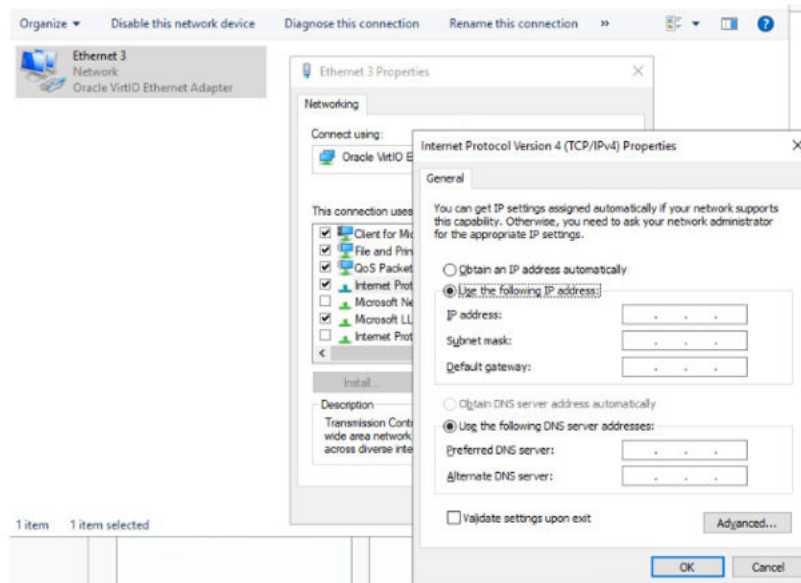 Organize
Disable this network device
Diagnose this connection
Rename this connection
»
Ethernet 3
Network
Oracle VirtIO Ethernet Adapter
Ethernet 3 Properties
Networking
Connect using:
Oracle VirtIO E
This connection uses
Client for Mic
File and Prin
QoS Packet
Internet Prot
Microsoft Ne
Microsoft LL
Internet Prot
Install...
Description
Transmission Contr
wide area network
across diverse inte
Internet Protocol Version 4 (TCP/IPv4) Properties
General
You can get IP settings assigned automatically if your network supports
this capability. Otherwise, you need to ask your network administrator
for the appropriate IP settings.
Obtain an IP address automatically
Use the following IP address:
IP address:
Subnet mask:
Default gateway:
Obtain DNS server address automatically
Use the following DNS server addresses:
Preferred DNS server:
Alternate DNS server:
Validate settings upon exit
Advanced...
OK
Cancel
1 item
1 item selected